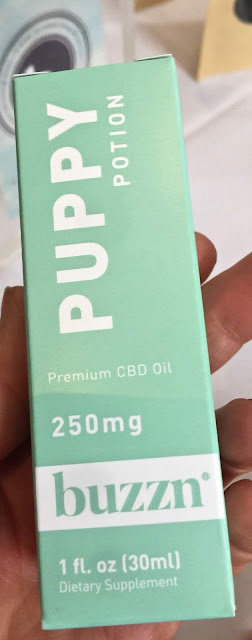 PUPPY
POTION
Premium CBD Oil
250mg
buzzn®
1 fl. oz (30ml)
Dietary Supplement